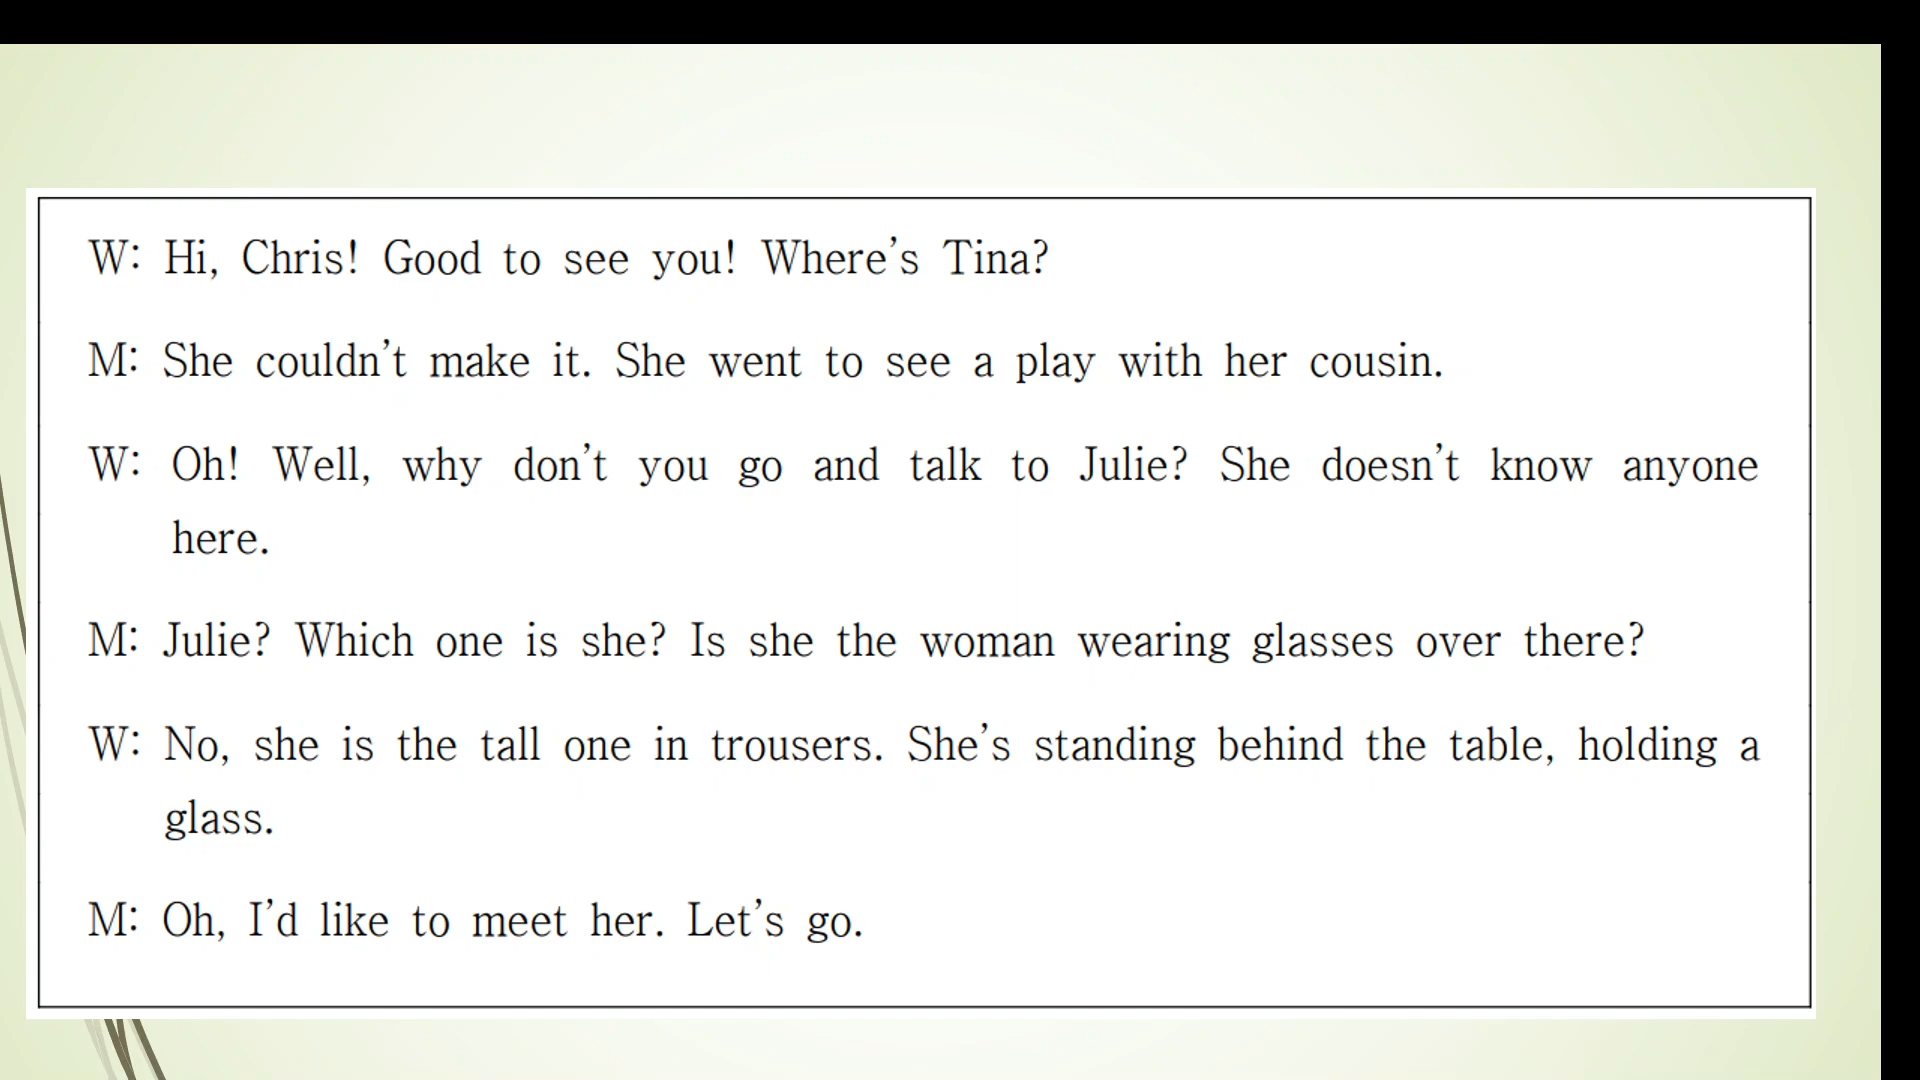 W: Hi, Chris! Good to see you! Where's Tina?
M: She couldn't make it. She went to see a play with her cousin.
W: Oh! Well, why don't you go and talk to Julie? She doesn't know anyone
here.
M: Julie? Which one is she? Is she the woman wearing glasses over there?
W: No, she is the tall one in trousers. She's standing behind the table, holding a
glass.
M: Oh, I'd like to meet her. Let's go.